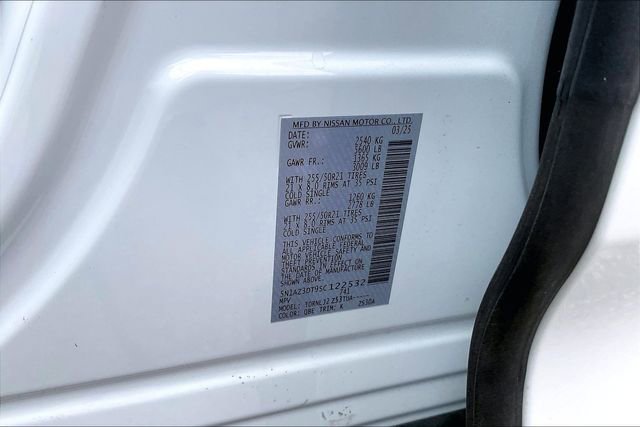 MFD BY NISSAN MOTOR CO., LTD.
DATE: 03/25
GVWR: 2540 KG
5600 LB
GAWR FR.: 1365 KG
3009 LB
WITH 255/50R21 TIRES
21 X 8.0 RIMS AT 35 PSI
COLD SINGLE
GAWR RR.: 1260 KG
2778 LB
WITH 255/50R21 TIRES
21 X 8.0 RIMS AT 35 PSI
COLD SINGLE
THIS VEHICLE CONFORMS TO
ALL APPLICABLE FEDERAL
MOTOR VEHICLE SAFETY AND
THEFT PREVENTION
STANDARDS IN EFFECT ON
THE DATE OF MANUFACTURE
SHOWN ABOVE.
5N1AZ3DT9SC122532
MPV /41
MODEL: TDRNLJ2 Z53TUA-----
COLOR: QBE TRIM: K Z53DA